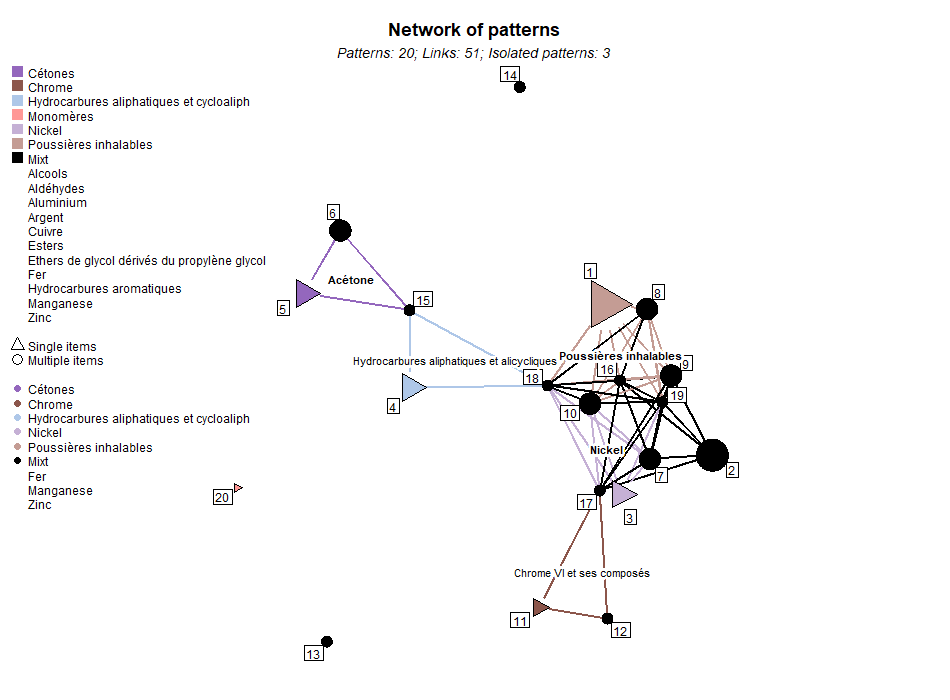 Network of patterns
Patterns: 20; Links: 51; Isolated patterns: 3
Cétones
Chrome
Hydrocarbures aliphatiques et cycloaliph
Monomères
Nickel
Poussières inhalables
Mixt
Alcools
Aldéhydes
Aluminium
Argent
Cuivre
Esters
Ethers de glycol dérivés du propylène glycol
Fer
Hydrocarbures aromatiques
Manganese
Zinc
Single items
Multiple items
Cétones
Chrome
Hydrocarbures aliphatiques et cycloaliph
Nickel
Poussières inhalables
Mixt
Fer
Manganese
Zinc
14
6
Acétone
5
15
1
8
Hydrocarbures aliphatiques et alicycliques
Poussières inhalables
9
16
18
19
4
10
Nickel
2
7
20
17
3
Chrome VI et ses composés
11
12
13